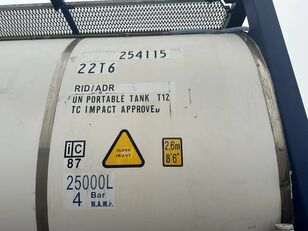 254115
22T6
RID/ADR
UN PORTABLE TANK T12
TC IMPACT APPROVED
ic
87
SUPER
HEAVY
2.6m
8'6"
25000L
4 Bar
M.A.W.P.